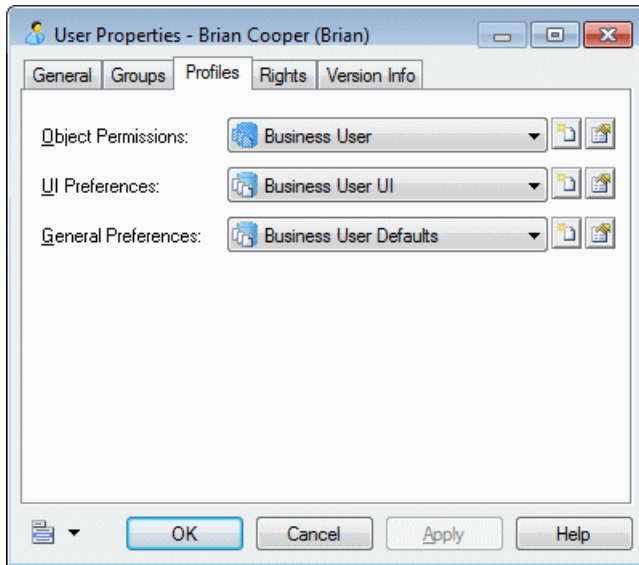 User Properties - Brian Cooper (Brian)
General Groups Profiles Rights Version Info
Object Permissions: Business User
UI Preferences: Business User UI
General Preferences: Business User Defaults
OK Cancel Apply Help